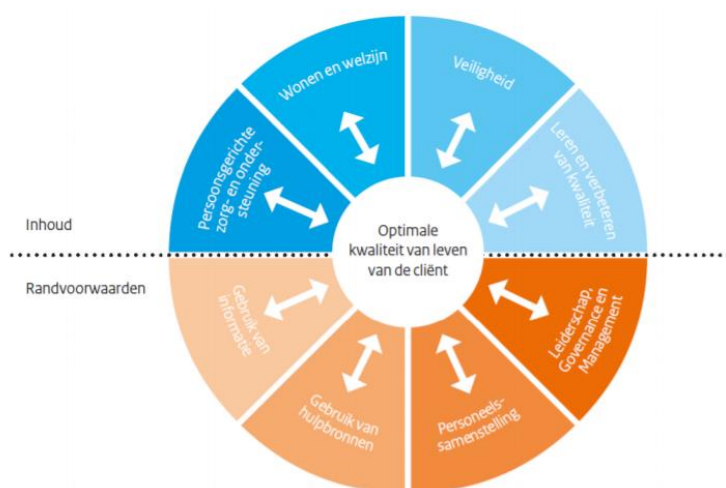 Wonen en welzijn
Veiligheid
Persoonsgerichte
zorg- en onder-
steuning
Leren en verbeteren
van kwaliteit
Inhoud
Optimale
kwaliteit van leven
van de cliënt
Randvoorwaarden
Gebruik van
informatie
Leiderschap,
Governance en
Management
Gebruik van
hulpbronnen
Personeels-
samenstelling